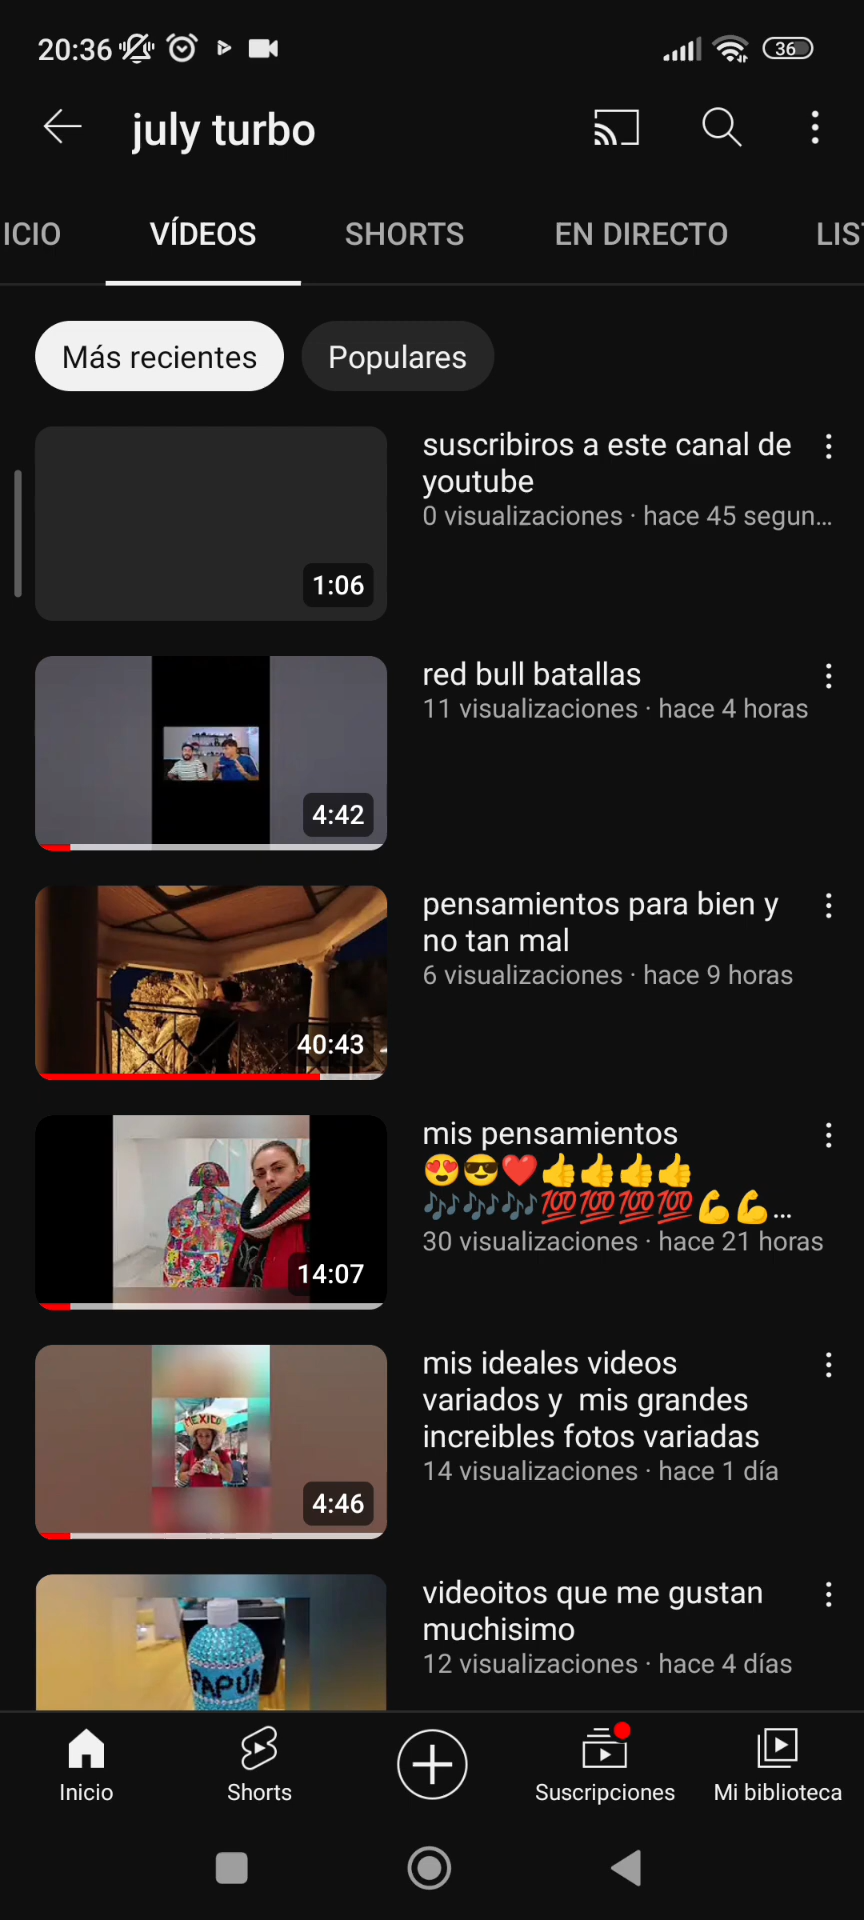 20:36
36
july turbo
ICIO VÍDEOS SHORTS EN DIRECTO LIST
Más recientes Populares
suscribiros a este canal de
youtube
0 visualizaciones · hace 45 segun...
1:06
red bull batallas
11 visualizaciones · hace 4 horas
4:42
pensamientos para bien y
no tan mal
6 visualizaciones · hace 9 horas
40:43
mis pensamientos
😍😎❤️👍👍👍👍
🎶🎶🎶💯💯💯💯💪💪...
30 visualizaciones · hace 21 horas
14:07
mis ideales videos
variados y  mis grandes
increibles fotos variadas
14 visualizaciones · hace 1 día
MEXICO
4:46
videoitos que me gustan
muchisimo
12 visualizaciones · hace 4 días
PAPÚA
Inicio Shorts Suscripciones Mi biblioteca